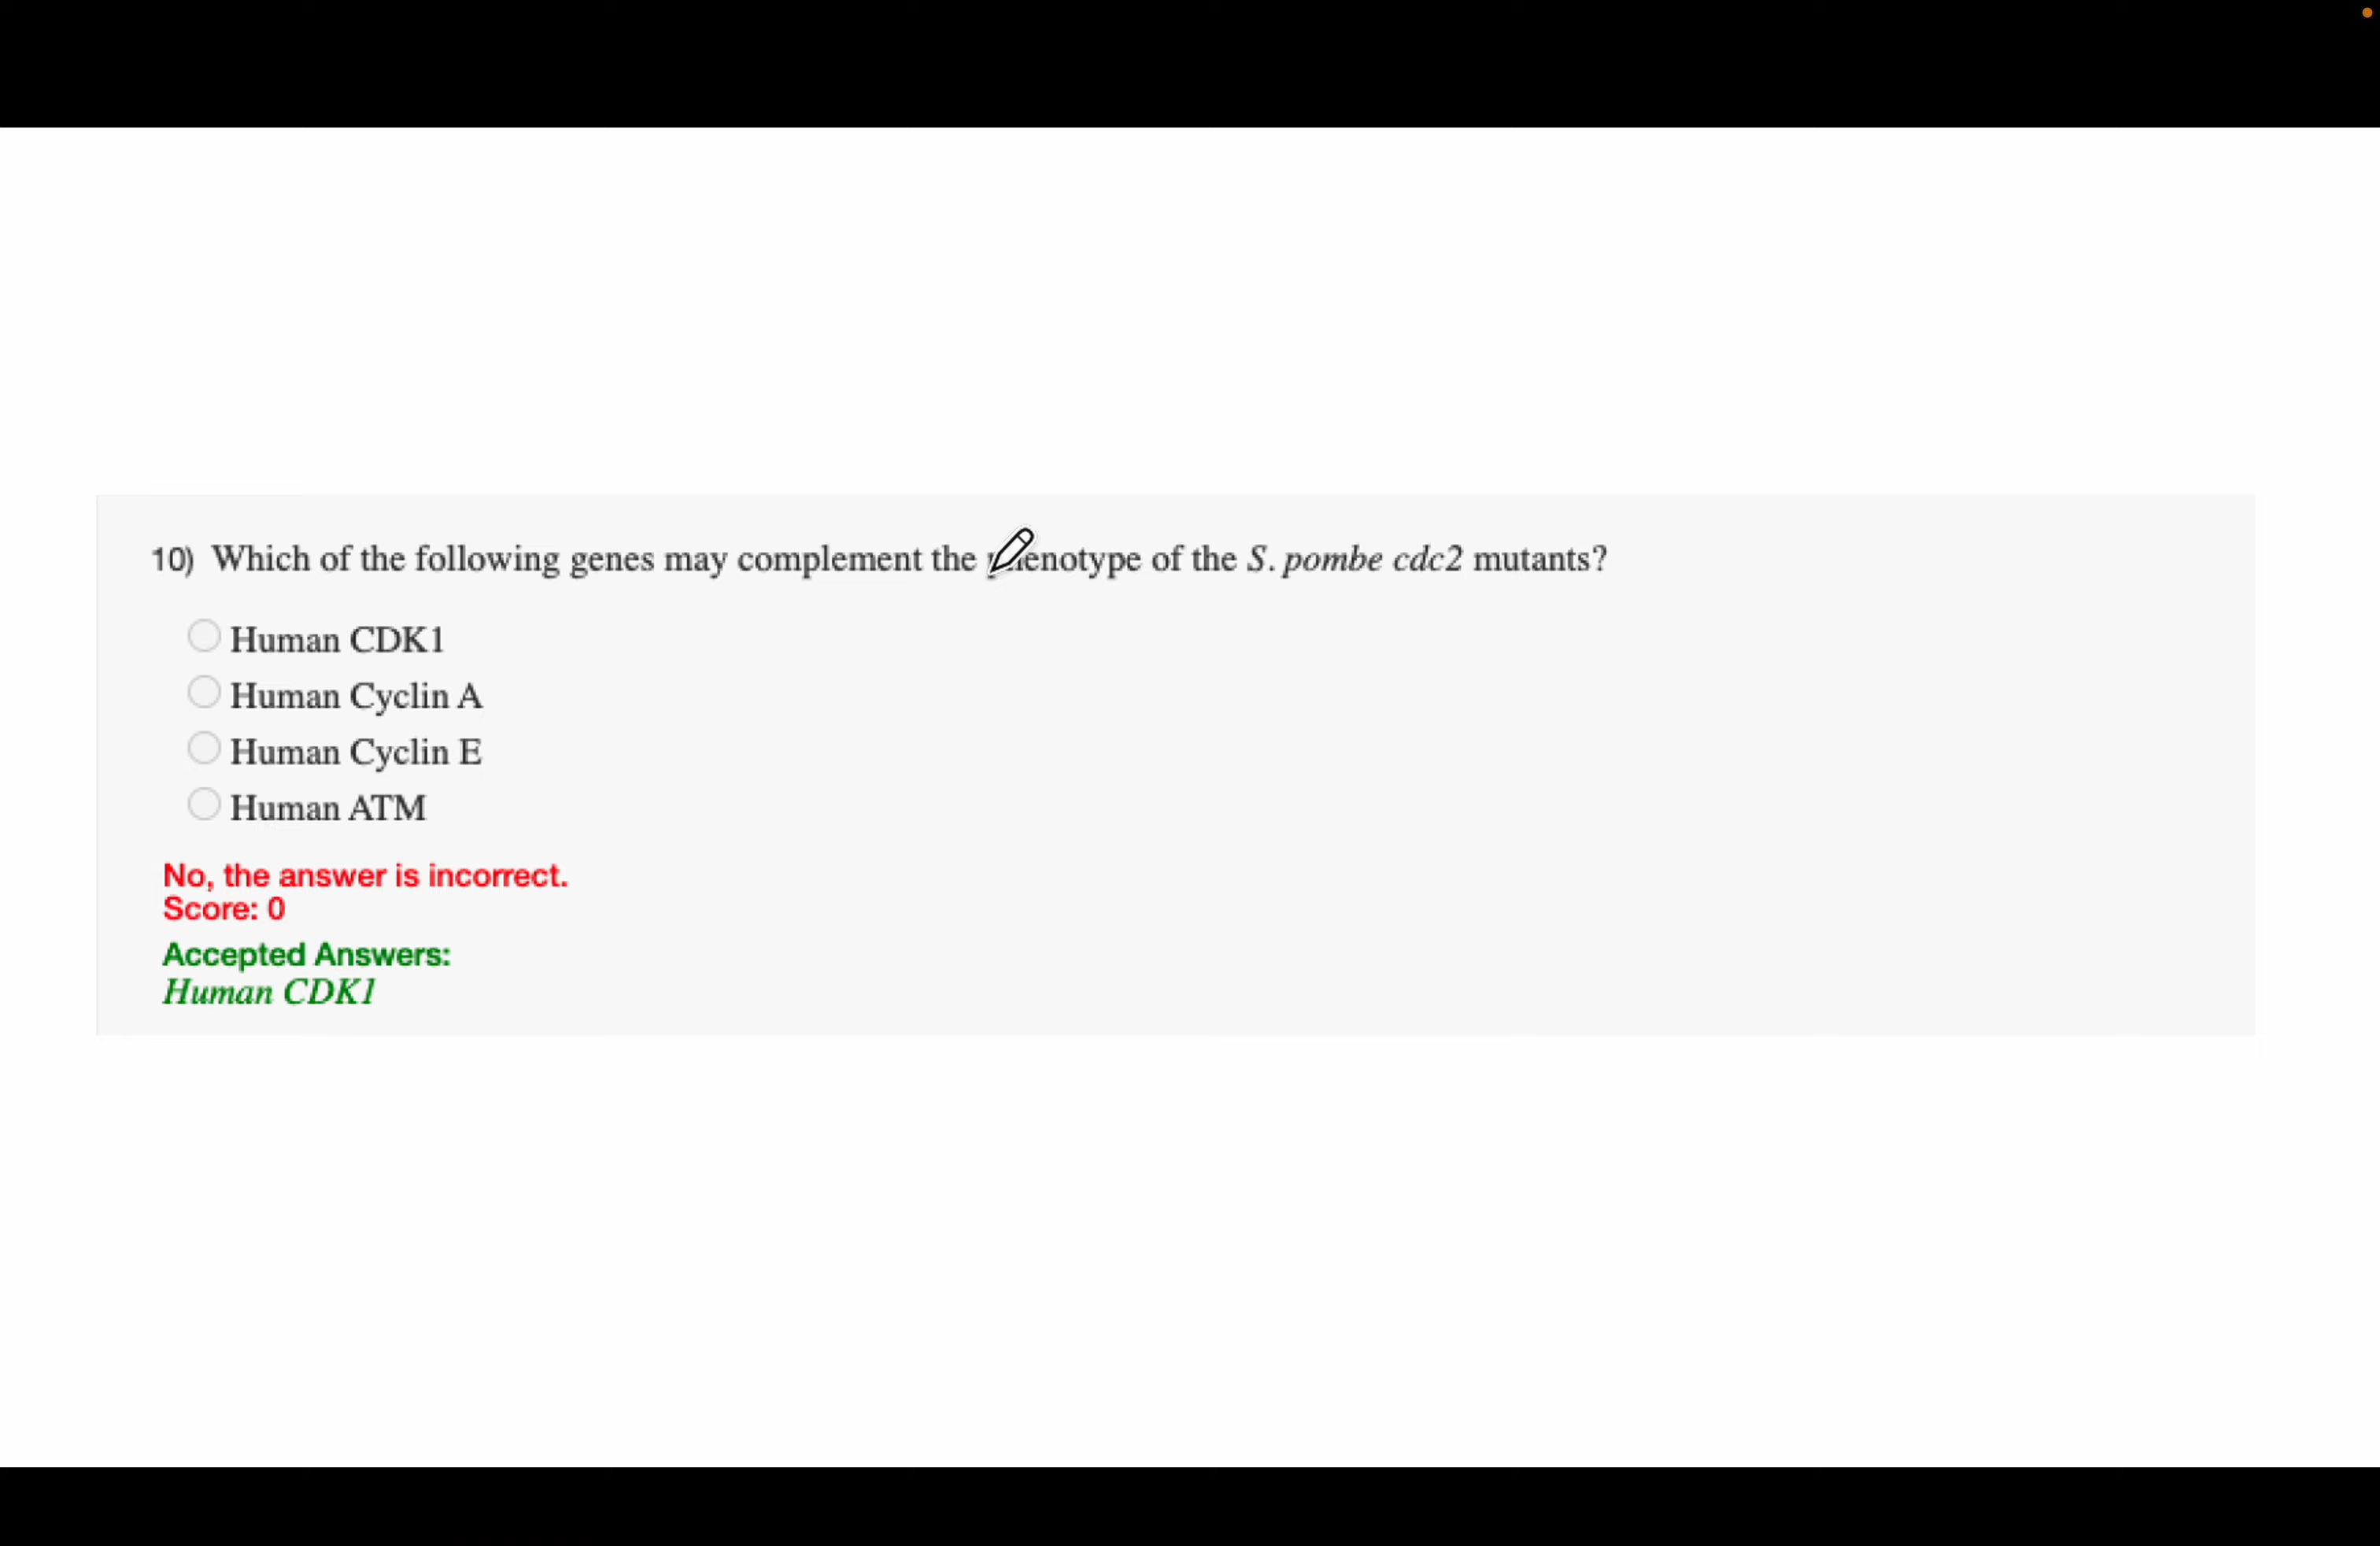 10) Which of the following genes may complement the phenotype of the S. pombe cdc2 mutants?
Human CDK1
Human Cyclin A
Human Cyclin E
Human ATM
No, the answer is incorrect.
Score: 0
Accepted Answers:
Human CDK1